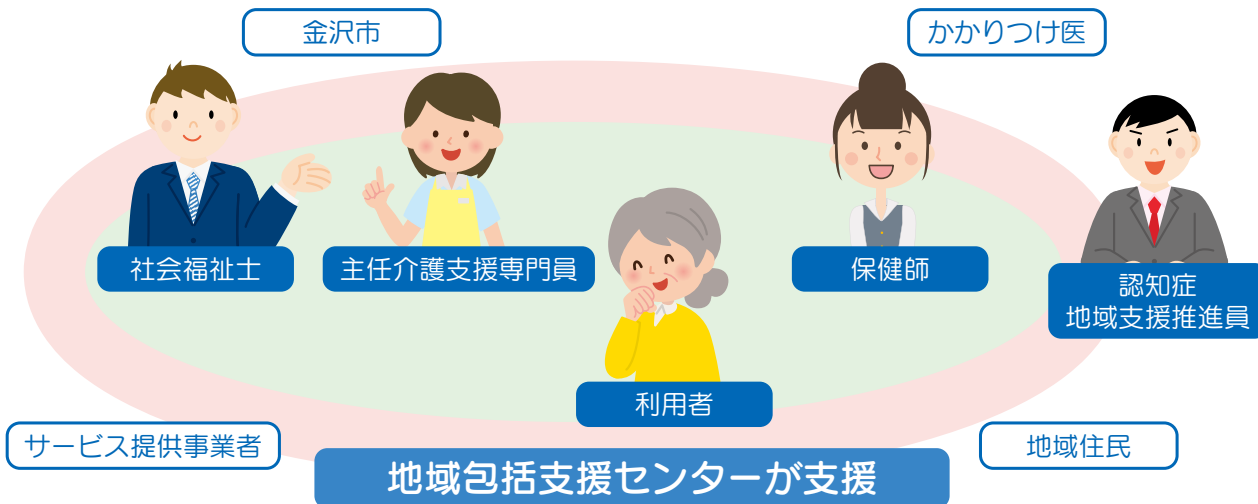 金沢市
かかりつけ医
社会福祉士
主任介護支援専門員
保健師
認知症
地域支援推進員
利用者
サービス提供事業者
地域住民
地域包括支援センターが支援